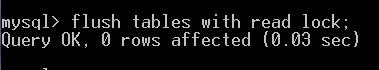 mysql> flush tables with read lock;
Query OK, 0 rows affected (0.03 sec)